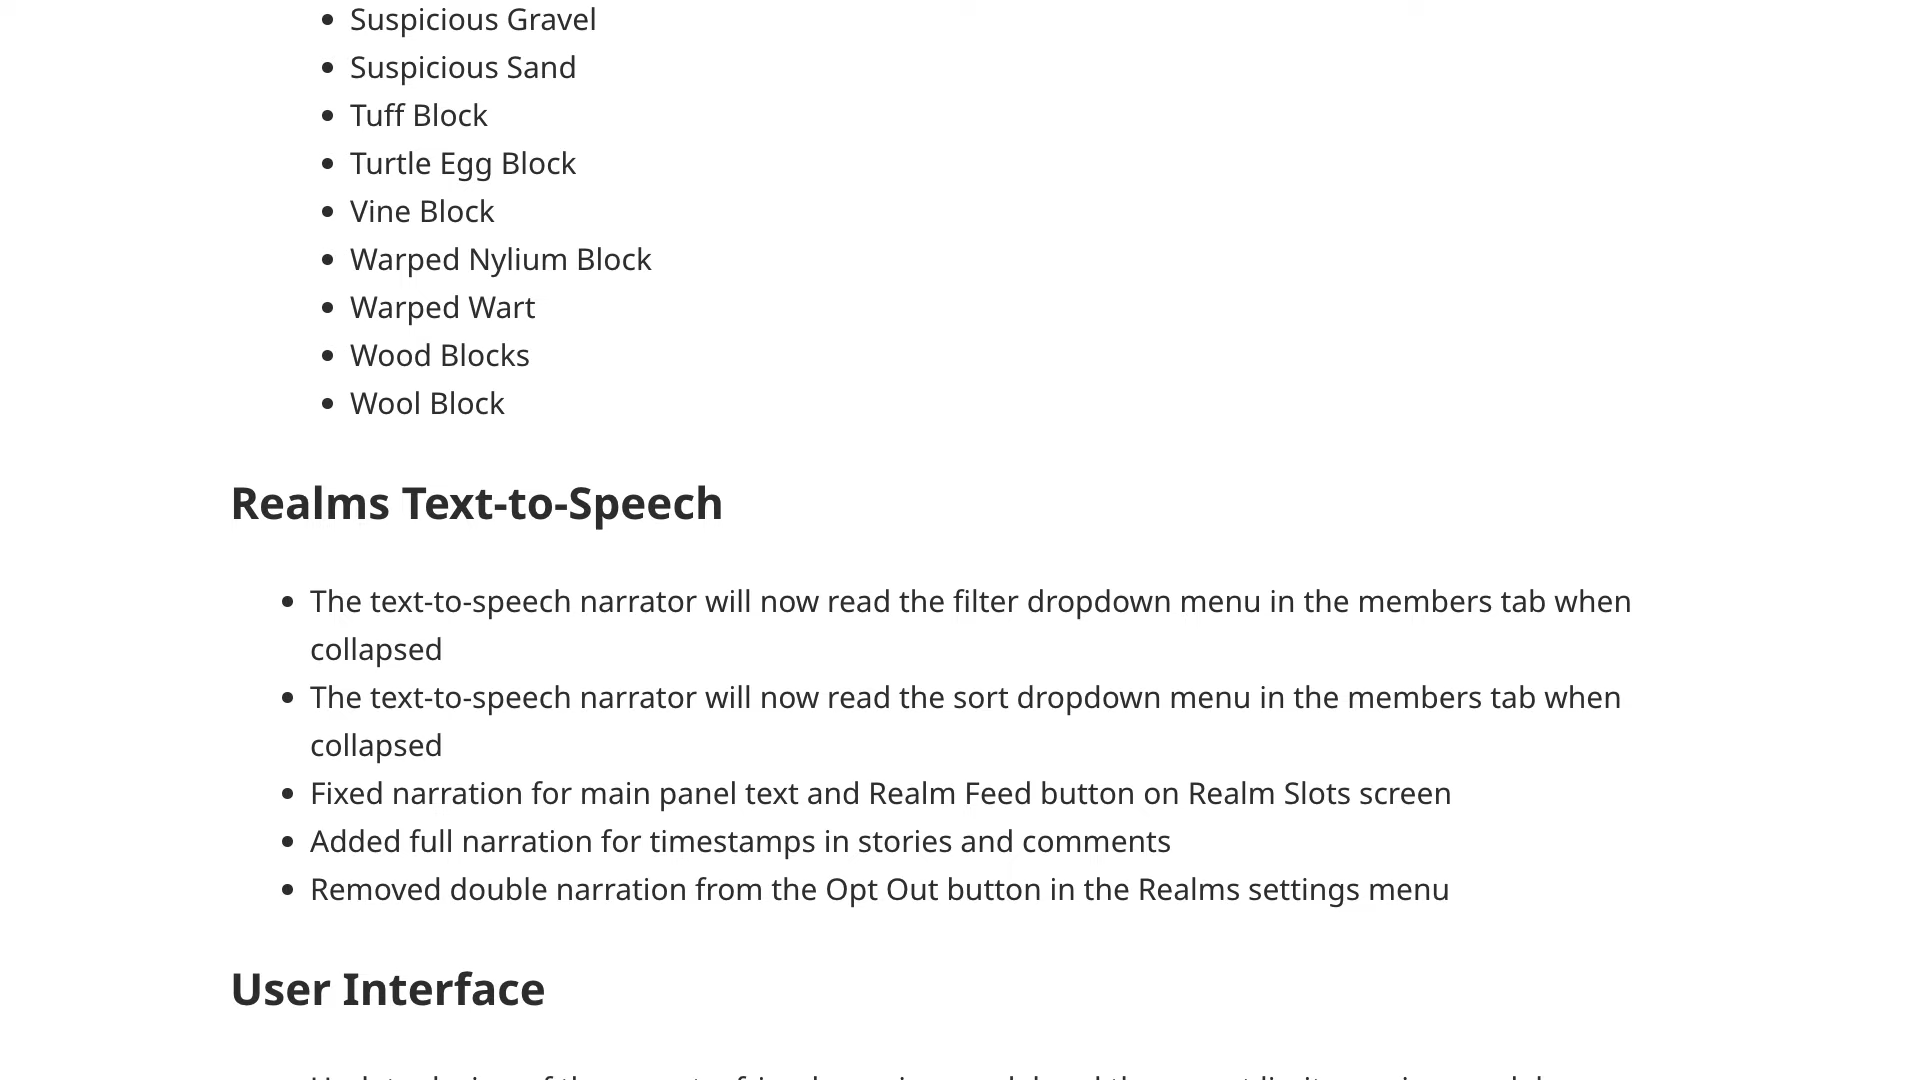 Suspicious Gravel
Suspicious Sand
Tuff Block
Turtle Egg Block
Vine Block
Warped Nylium Block
Warped Wart
Wood Blocks
Wool Block
Realms Text-to-Speech
The text-to-speech narrator will now read the filter dropdown menu in the members tab when
collapsed
The text-to-speech narrator will now read the sort dropdown menu in the members tab when
collapsed
Fixed narration for main panel text and Realm Feed button on Realm Slots screen
Added full narration for timestamps in stories and comments
Removed double narration from the Opt Out button in the Realms settings menu
User Interface